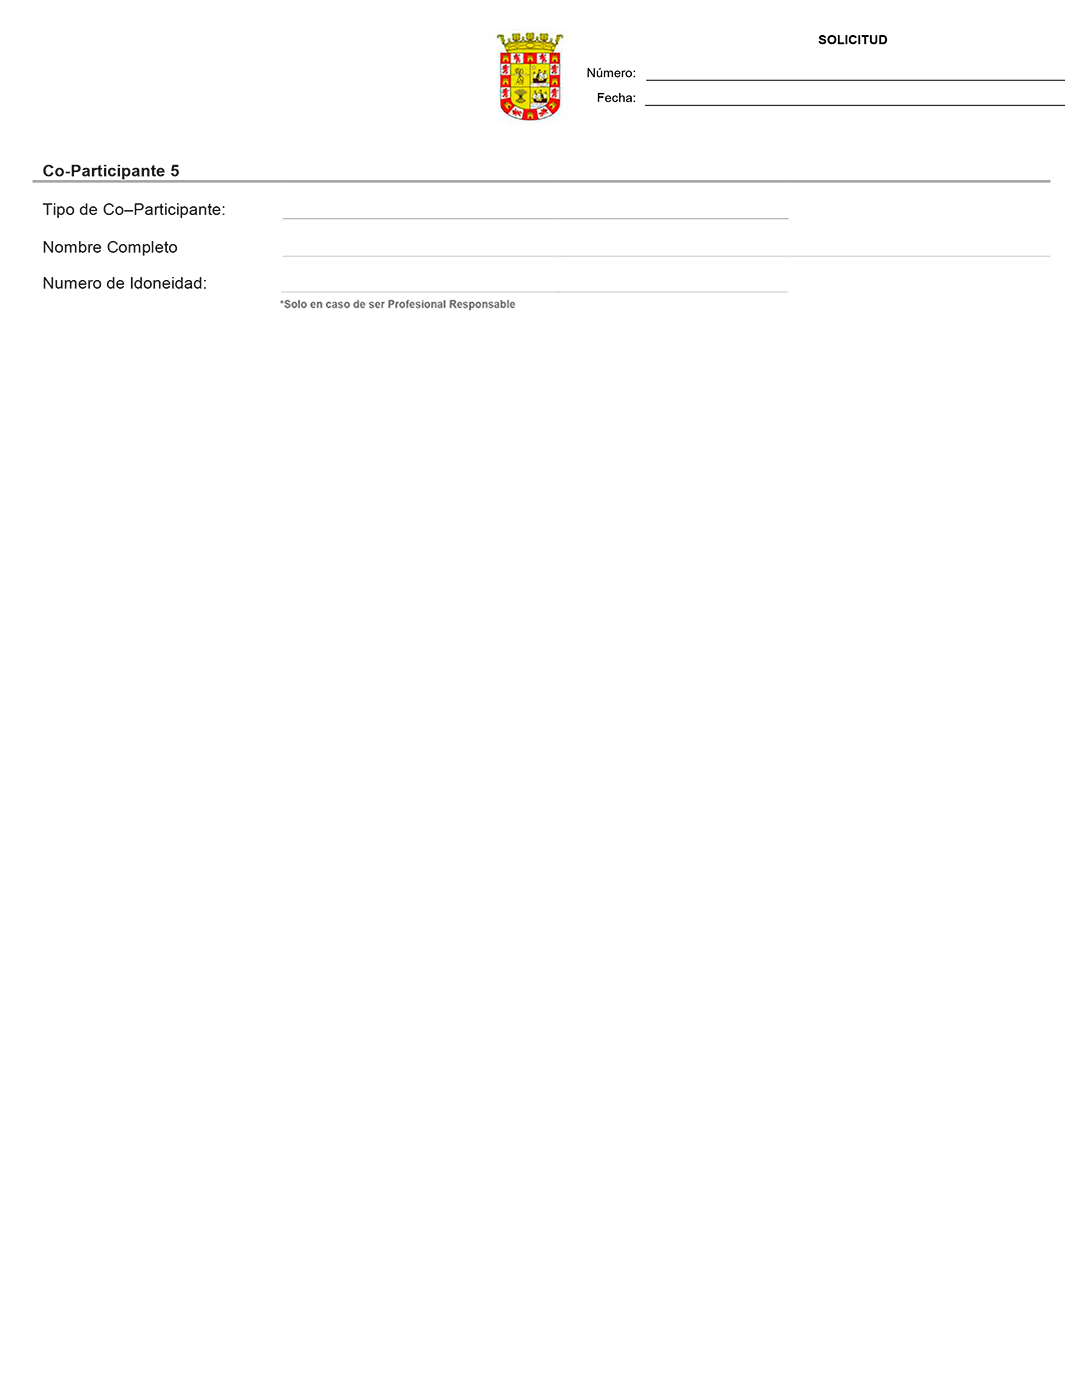 SOLICITUD
Número:
Fecha:
Co-Participante 5
Tipo de Co–Participante:
Nombre Completo
Numero de Idoneidad:
*Solo en caso de ser Profesional Responsable